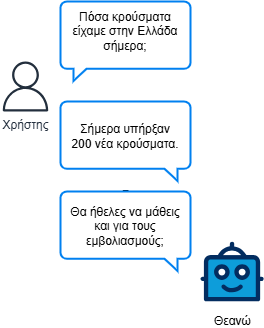 Πόσα κρούσματα
είχαμε στην Ελλάδα
σήμερα;
Χρήστης
Σήμερα υπήρξαν
200 νέα κρούσματα.
Θα ήθελες να μάθεις
και για τους
εμβολιασμούς;
Θεανώ